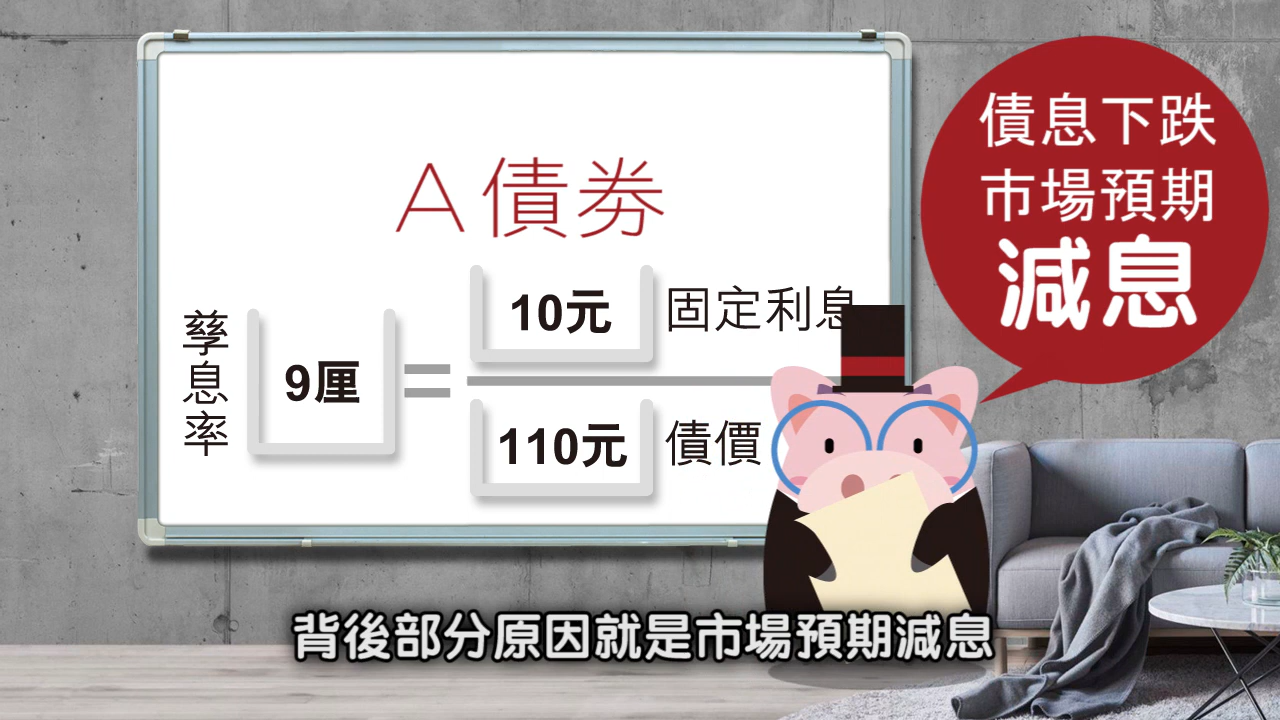 A債券
孳息率
9厘
=
10元
固定利息
110元
債價
債息下跌
市場預期
減息
背後部分原因就是市場預期減息